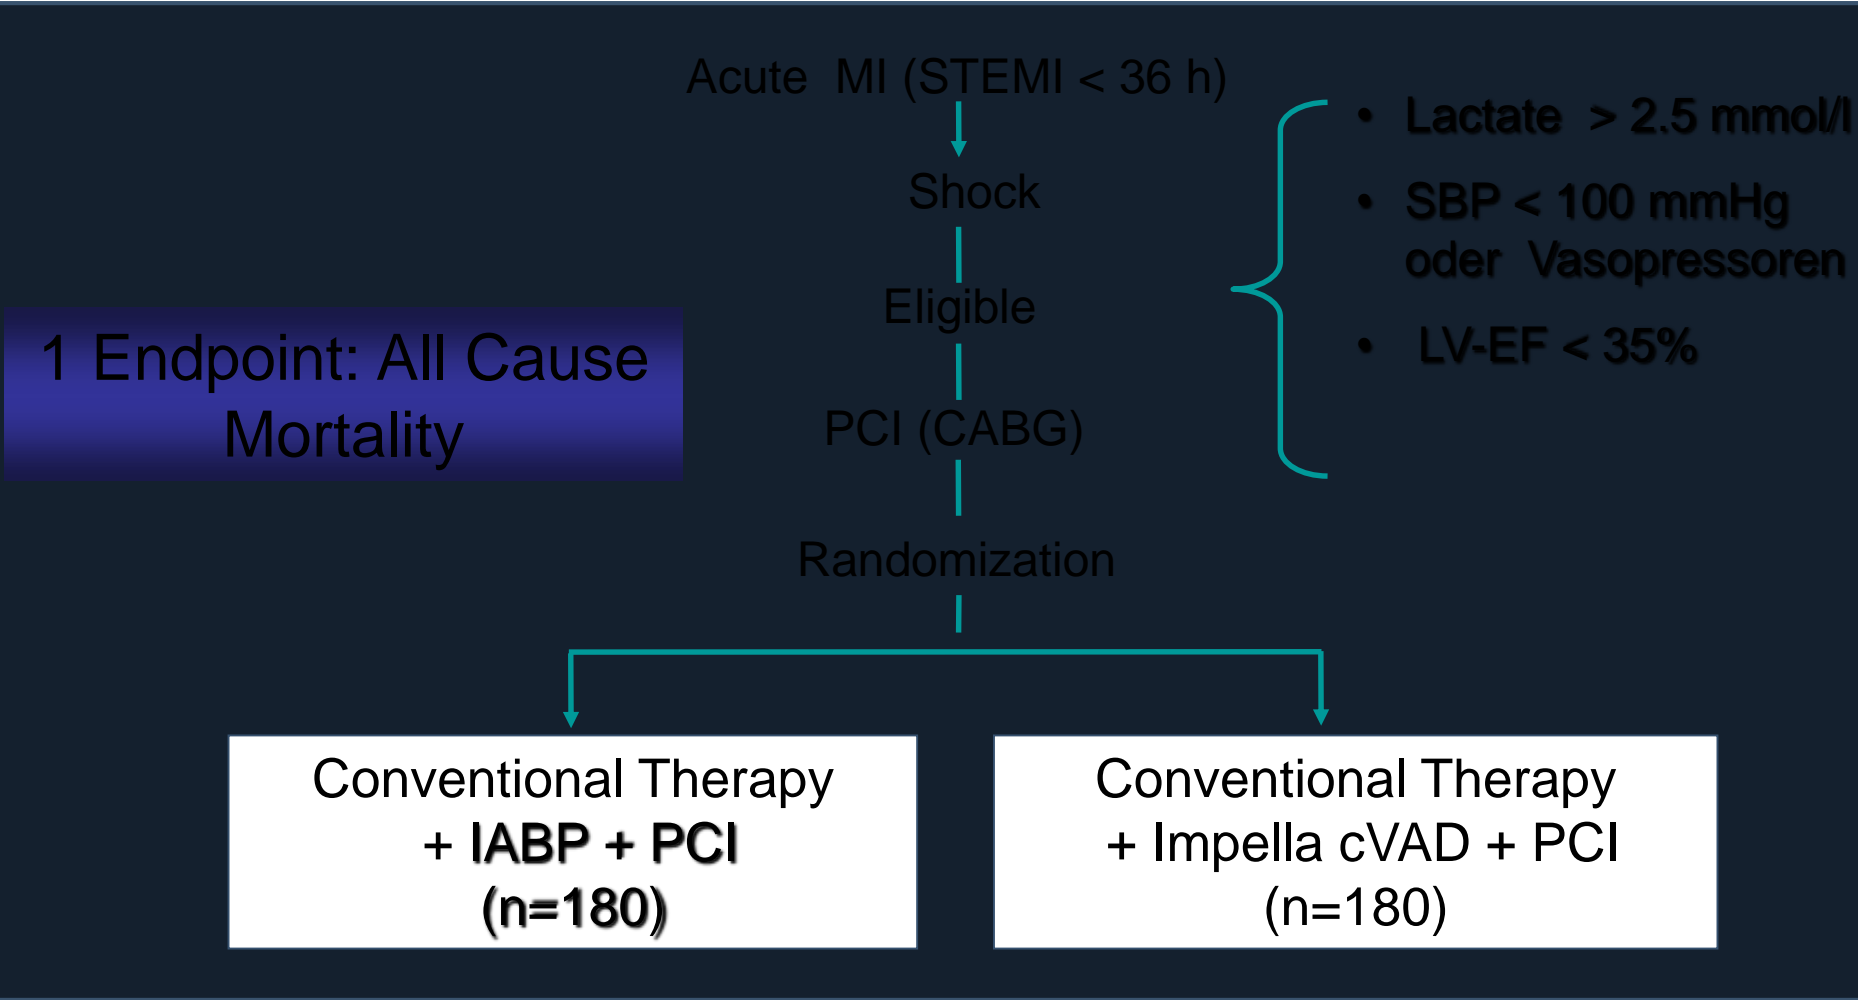 Acute MI (STEMI < 36 h)
Shock
Eligible
PCI (CABG)
Randomization
• Lactate > 2.5 mmol/l
• SBP < 100 mmHg
oder Vasopressoren
• LV-EF < 35%
1 Endpoint: All Cause
Mortality
Conventional Therapy
+ IABP + PCI
(n=180)
Conventional Therapy
+ Impella cVAD + PCI
(n=180)